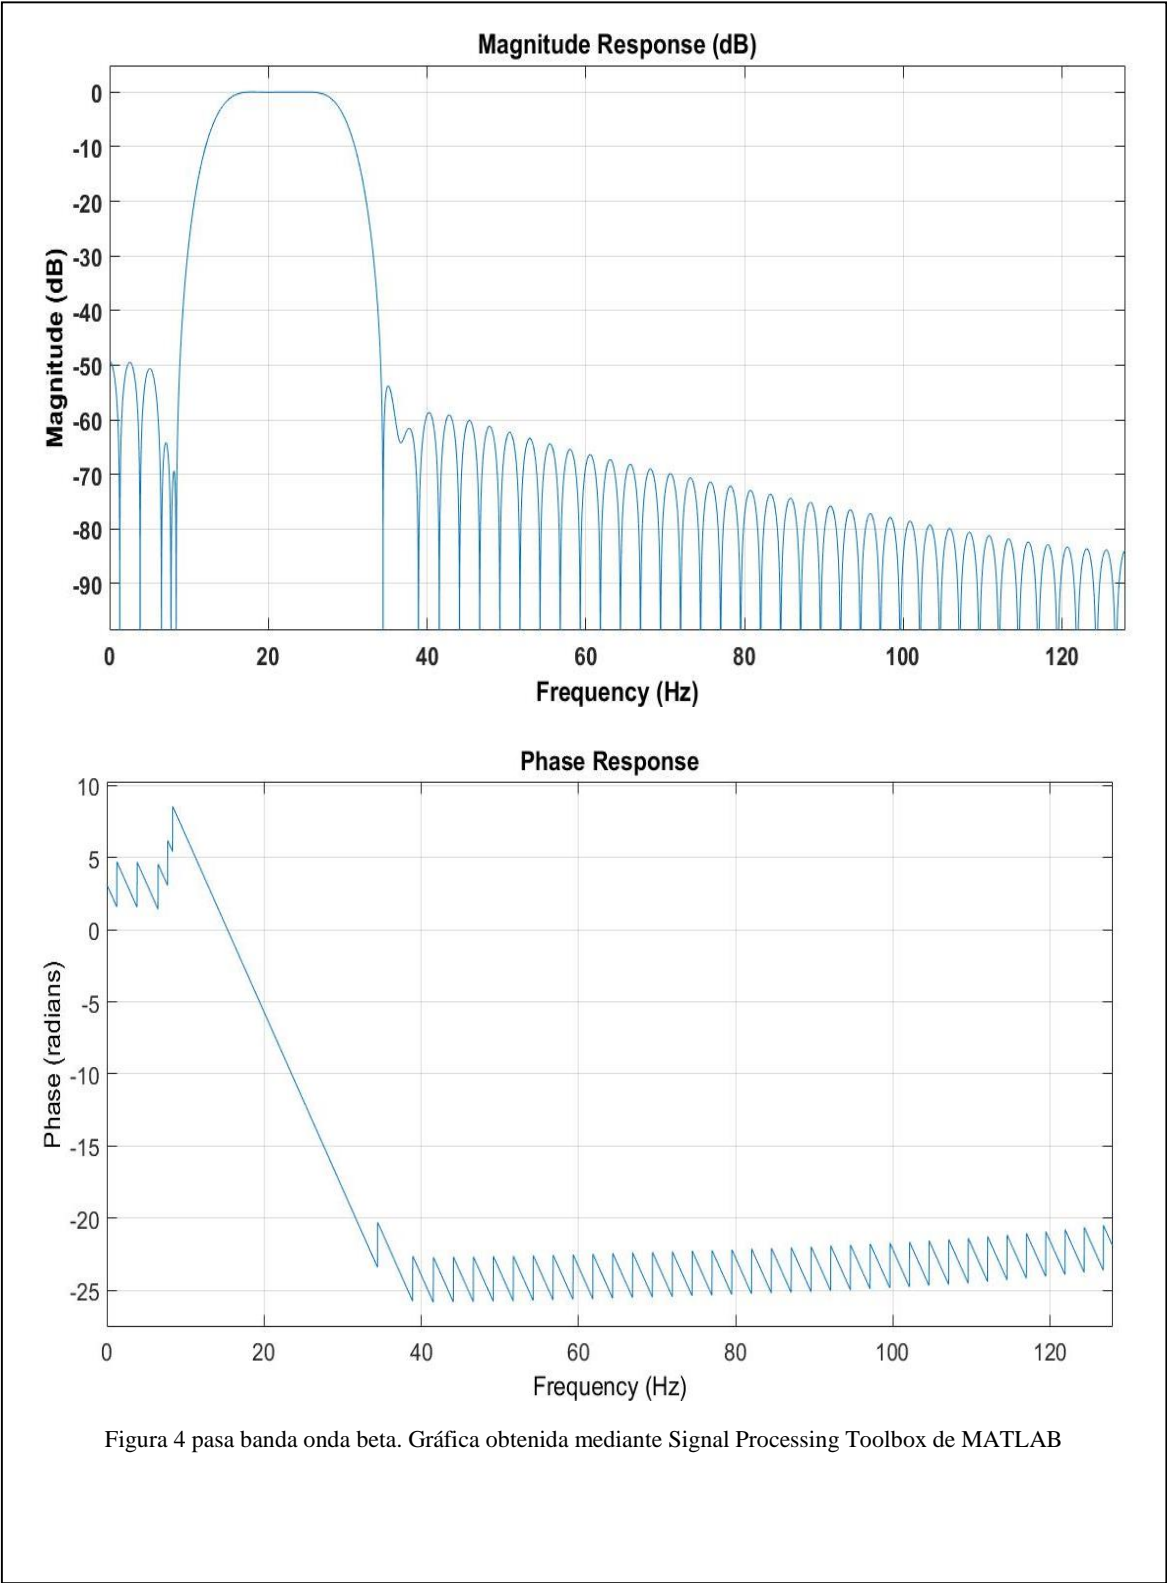 Magnitude Response (dB)
0
-10
-20
-30
-40
-50
-60
-70
-80
-90
Magnitude (dB)
0 20 40 60 80 100 120
Frequency (Hz)
Phase Response
10
5
0
-5
-10
-15
-20
-25
Phase (radians)
0 20 40 60 80 100 120
Frequency (Hz)
Figura 4 pasa banda onda beta. Gráfica obtenida mediante Signal Processing Toolbox de MATLAB